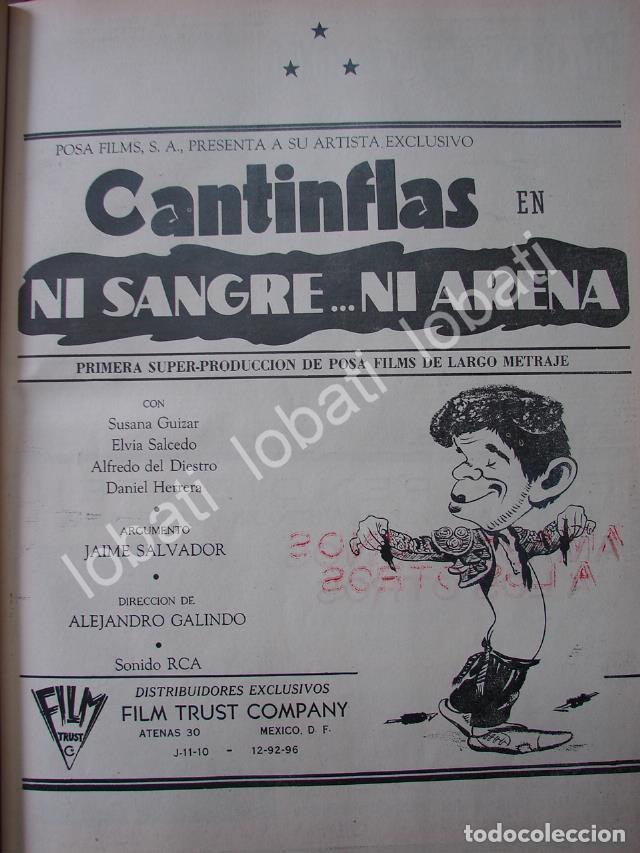 POSA FILMS, S. A., PRESENTA A SU ARTISTA EXCLUSIVO
Cantinflas EN
NI SANGRE... NI ARENA
PRIMERA SUPER-PRODUCCION DE POSA FILMS DE LARGO METRAJE
CON
Susana Guizar
Elvia Salcedo
Alfredo del Diestro
Daniel Herrera
ARGUMENTO
JAIME SALVADOR
DIRECCION DE
ALEJANDRO GALINDO
Sonido RCA
A LOS OTROS
FILM
TRUST
DISTRIBUIDORES EXCLUSIVOS
FILM TRUST COMPANY
ATENAS 30 MEXICO, D. F.
J-11-10 - 12-92-96
lobati lobati lobati
todocoleccion